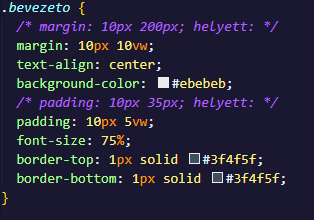 .bevezeto {
/* margin: 10px 200px; helyett: */
margin: 10px 10vw;
text-align: center;
background-color: #ebebeb;
/* padding: 10px 35px; helyett: */
padding: 10px 5vw;
font-size: 75%;
border-top: 1px solid #3f4f5f;
border-bottom: 1px solid #3f4f5f;
}